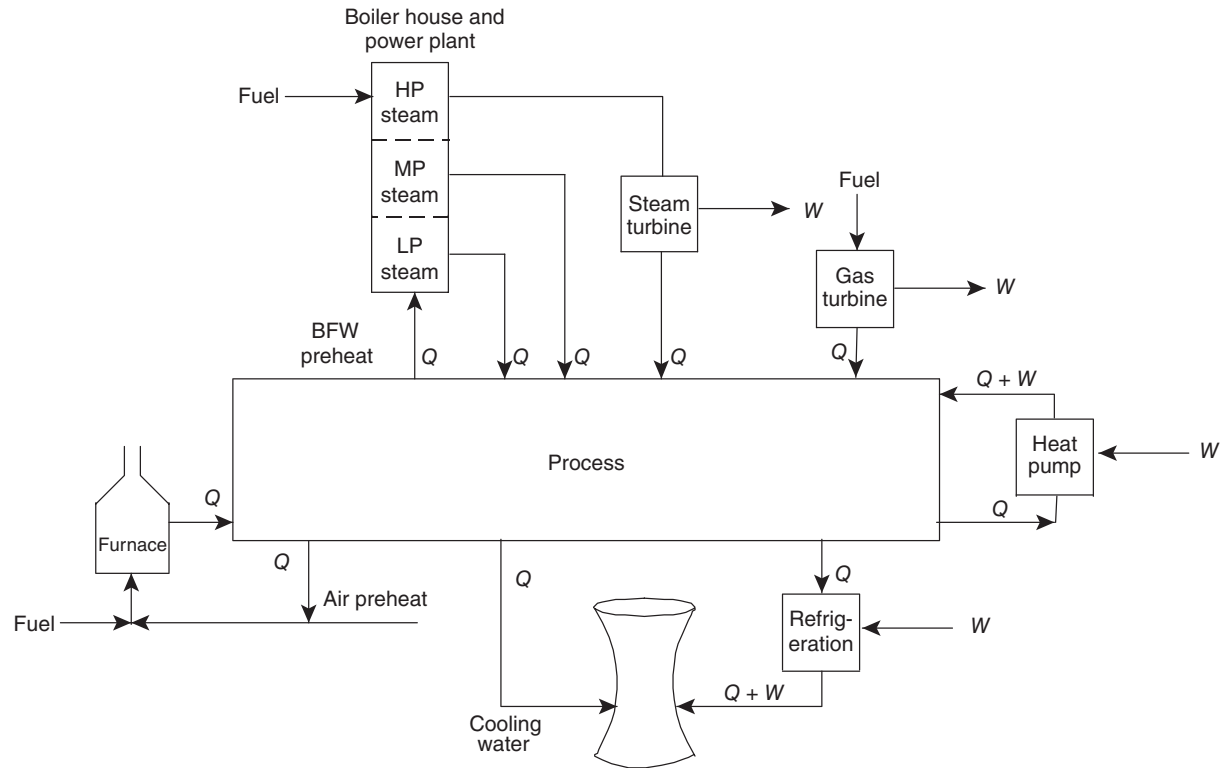 Boiler house and
power plant
Fuel
HP
steam
MP
steam
LP
steam
Steam
turbine
W
Fuel
Gas
turbine
W
BFW
preheat
Q
Q
Q
Q
Q
Q + W
Heat
pump
W
Q
Process
Q
Furnace
Q
Air preheat
Fuel
Q
Cooling
water
Q
Refrig-
eration
W
Q + W